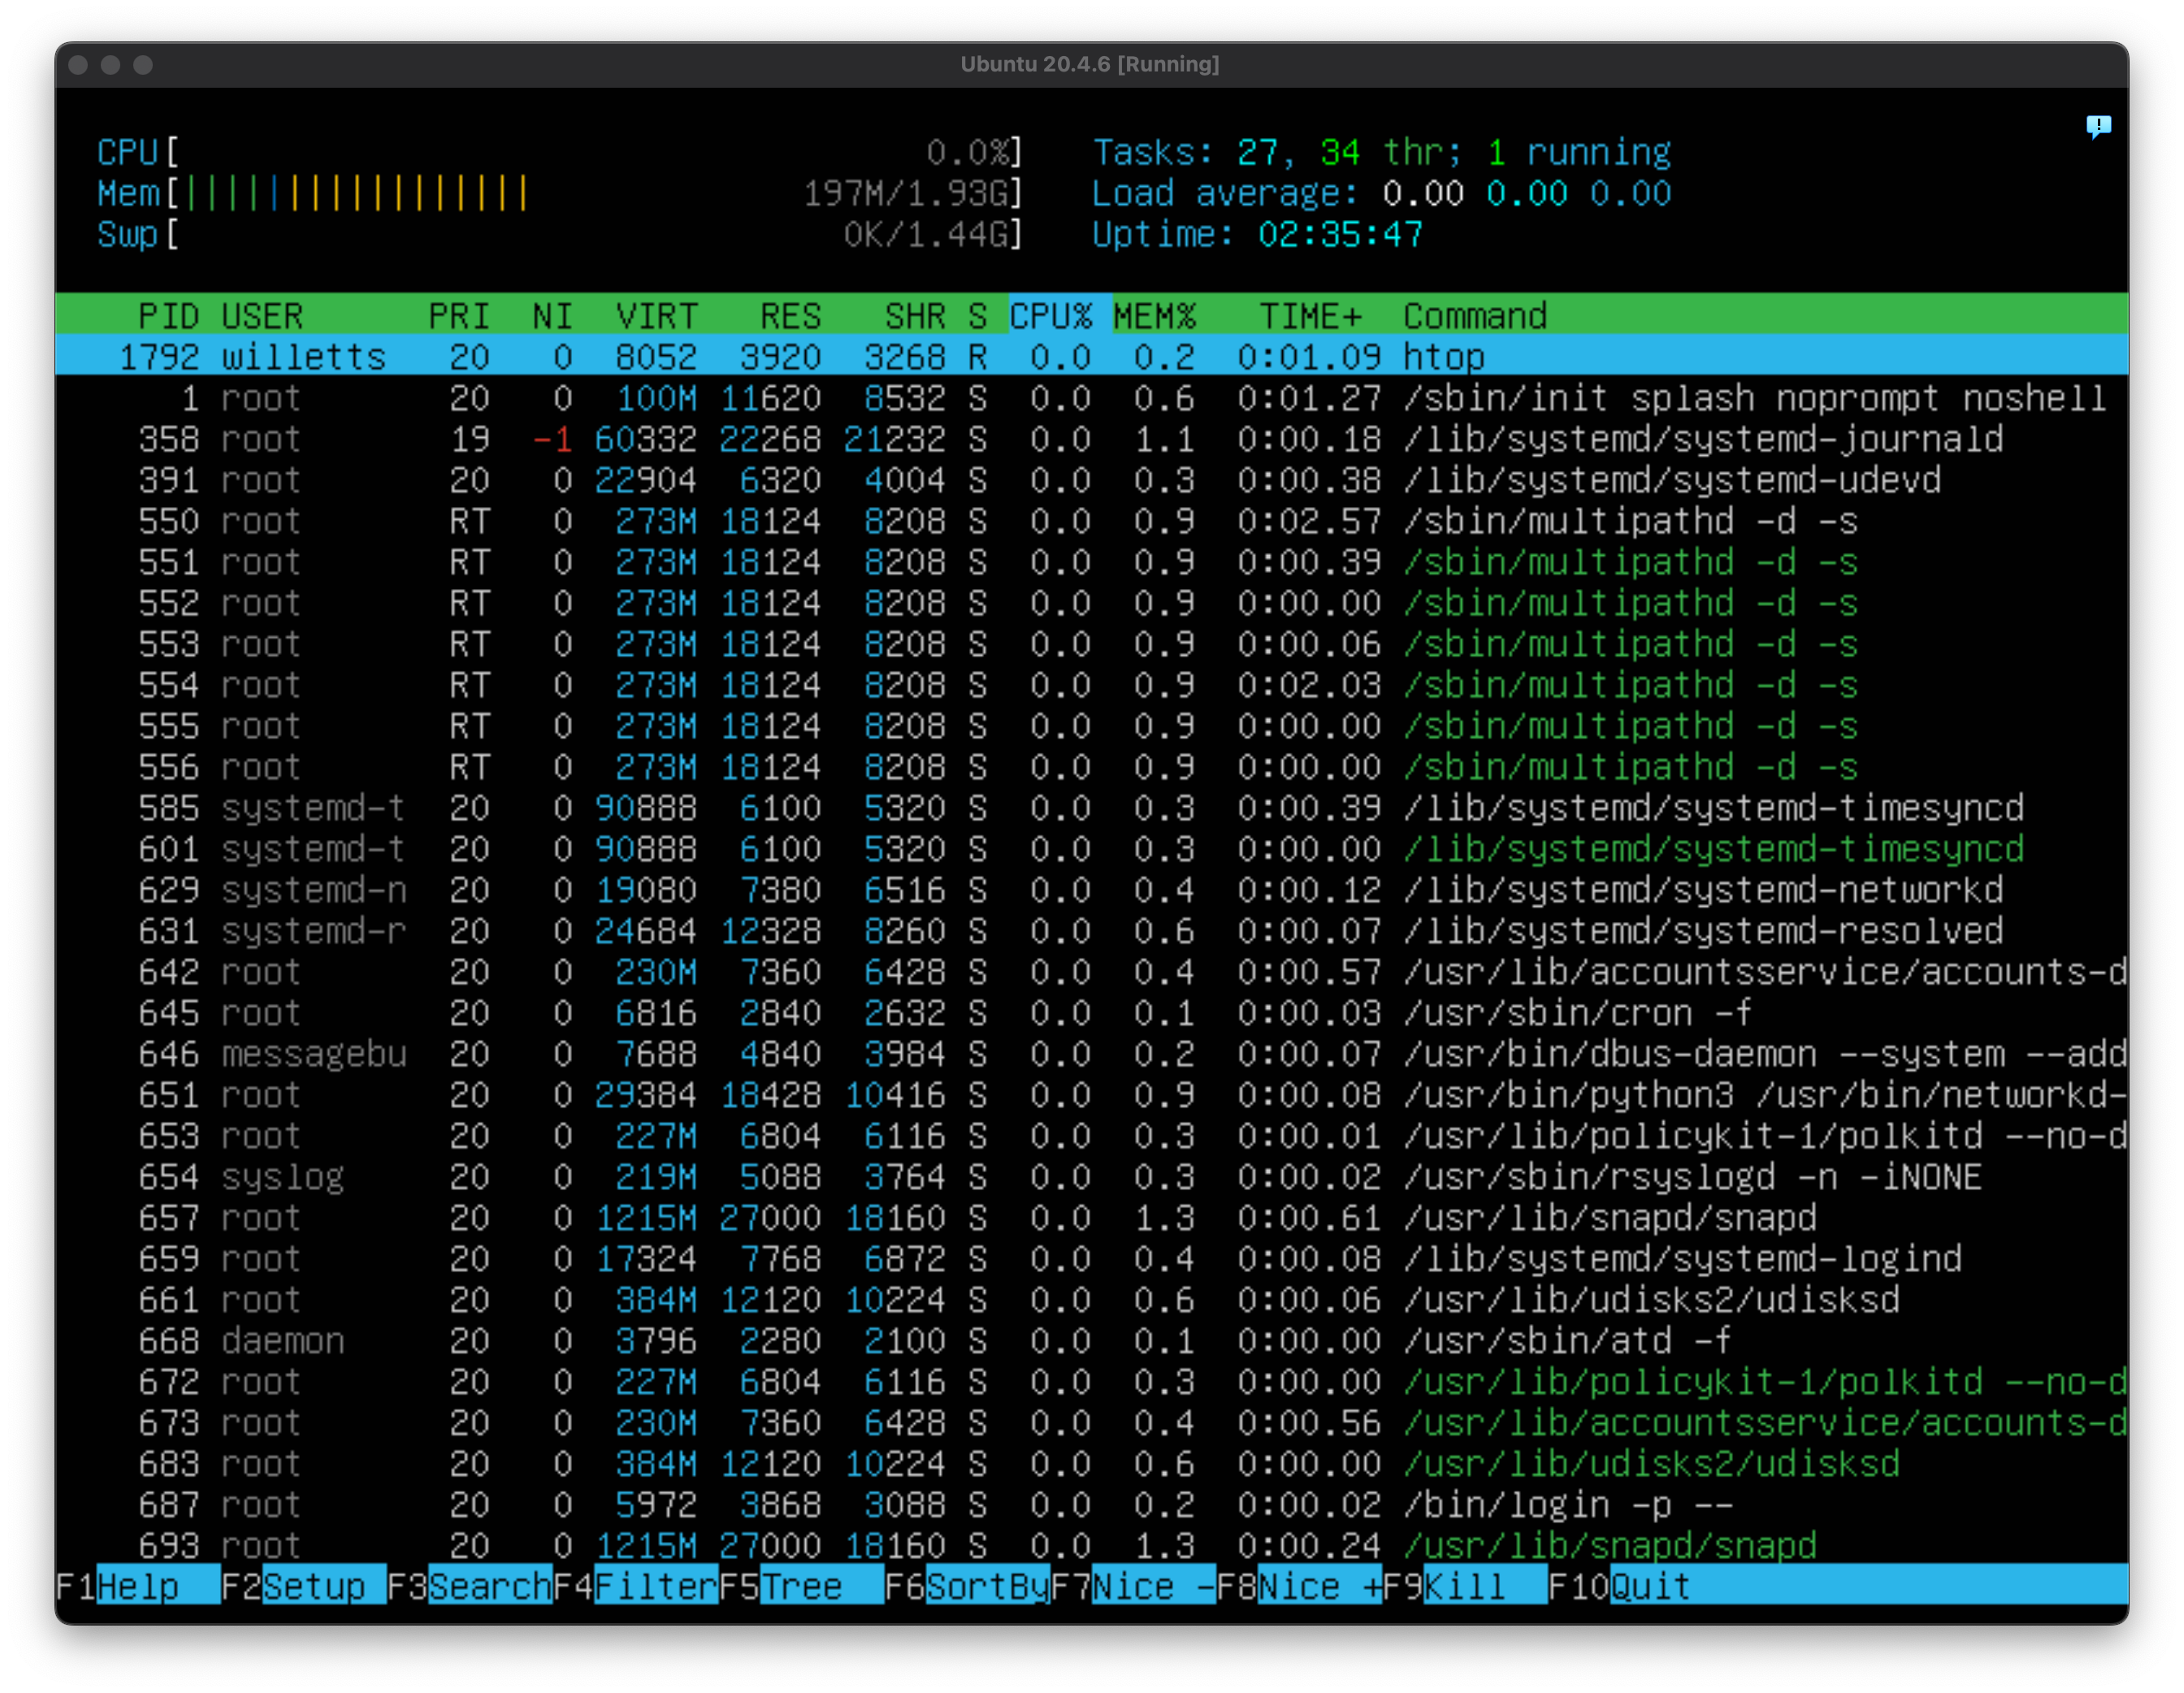 Ubuntu 20.4.6 [Running]
CPU[ 0.0%] Tasks: 27, 34 thr; 1 running
Mem[||||||||||||||||| 197M/1.93G] Load average: 0.00 0.00 0.00
Swp[ 0K/1.44G] Uptime: 02:35:47
PID USER PRI NI VIRT RES SHR S CPU% MEM% TIME+ Command
1792 willetts 20 0 8052 3920 3268 R 0.0 0.2 0:01.09 htop
1 root 20 0 100M 11620 8532 S 0.0 0.6 0:01.27 /sbin/init splash noprompt noshell
358 root 19 -1 60332 22268 21232 S 0.0 1.1 0:00.18 /lib/systemd/systemd-journald
391 root 20 0 22904 6320 4004 S 0.0 0.3 0:00.38 /lib/systemd/systemd-udevd
550 root RT 0 273M 18124 8208 S 0.0 0.9 0:02.57 /sbin/multipathd -d -s
551 root RT 0 273M 18124 8208 S 0.0 0.9 0:00.39 /sbin/multipathd -d -s
552 root RT 0 273M 18124 8208 S 0.0 0.9 0:00.00 /sbin/multipathd -d -s
553 root RT 0 273M 18124 8208 S 0.0 0.9 0:00.06 /sbin/multipathd -d -s
554 root RT 0 273M 18124 8208 S 0.0 0.9 0:02.03 /sbin/multipathd -d -s
555 root RT 0 273M 18124 8208 S 0.0 0.9 0:00.00 /sbin/multipathd -d -s
556 root RT 0 273M 18124 8208 S 0.0 0.9 0:00.00 /sbin/multipathd -d -s
585 systemd-t 20 0 90888 6100 5320 S 0.0 0.3 0:00.39 /lib/systemd/systemd-timesyncd
601 systemd-t 20 0 90888 6100 5320 S 0.0 0.3 0:00.00 /lib/systemd/systemd-timesyncd
629 systemd-n 20 0 19080 7380 6516 S 0.0 0.4 0:00.12 /lib/systemd/systemd-networkd
631 systemd-r 20 0 24684 12328 8260 S 0.0 0.6 0:00.07 /lib/systemd/systemd-resolved
642 root 20 0 230M 7360 6428 S 0.0 0.4 0:00.57 /usr/lib/accountsservice/accounts-d
645 root 20 0 6816 2840 2632 S 0.0 0.1 0:00.03 /usr/sbin/cron -f
646 messagebu 20 0 7688 4840 3984 S 0.0 0.2 0:00.07 /usr/bin/dbus-daemon --system --add
651 root 20 0 29384 18428 10416 S 0.0 0.9 0:00.08 /usr/bin/python3 /usr/bin/networkd-
653 root 20 0 227M 6804 6116 S 0.0 0.3 0:00.01 /usr/lib/policykit-1/polkitd --no-d
654 syslog 20 0 219M 5088 3764 S 0.0 0.3 0:00.02 /usr/sbin/rsyslogd -n -iNONE
657 root 20 0 1215M 27000 18160 S 0.0 1.3 0:00.61 /usr/lib/snapd/snapd
659 root 20 0 17324 7768 6872 S 0.0 0.4 0:00.08 /lib/systemd/systemd-logind
661 root 20 0 384M 12120 10224 S 0.0 0.6 0:00.06 /usr/lib/udisks2/udisksd
668 daemon 20 0 3796 2280 2100 S 0.0 0.1 0:00.00 /usr/sbin/atd -f
672 root 20 0 227M 6804 6116 S 0.0 0.3 0:00.00 /usr/lib/policykit-1/polkitd --no-d
673 root 20 0 230M 7360 6428 S 0.0 0.4 0:00.56 /usr/lib/accountsservice/accounts-d
683 root 20 0 384M 12120 10224 S 0.0 0.6 0:00.00 /usr/lib/udisks2/udisksd
687 root 20 0 5972 3868 3088 S 0.0 0.2 0:00.02 /bin/login -p --
693 root 20 0 1215M 27000 18160 S 0.0 1.3 0:00.24 /usr/lib/snapd/snapd
F1Help F2Setup F3SearchF4FilterF5Tree F6SortByF7Nice -F8Nice +F9Kill F10Quit